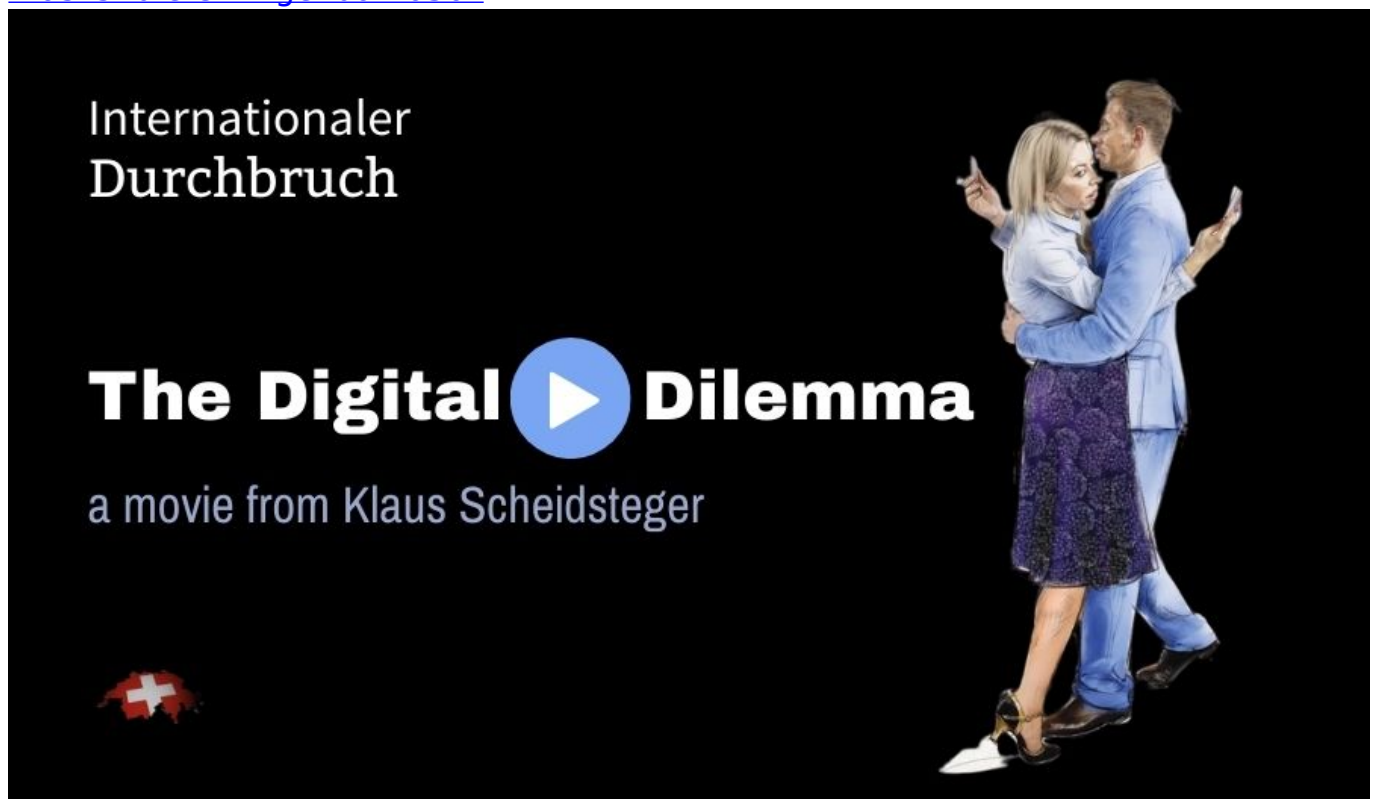 Internationaler
Durchbruch
The Digital Dilemma
a movie from Klaus Scheidsteger